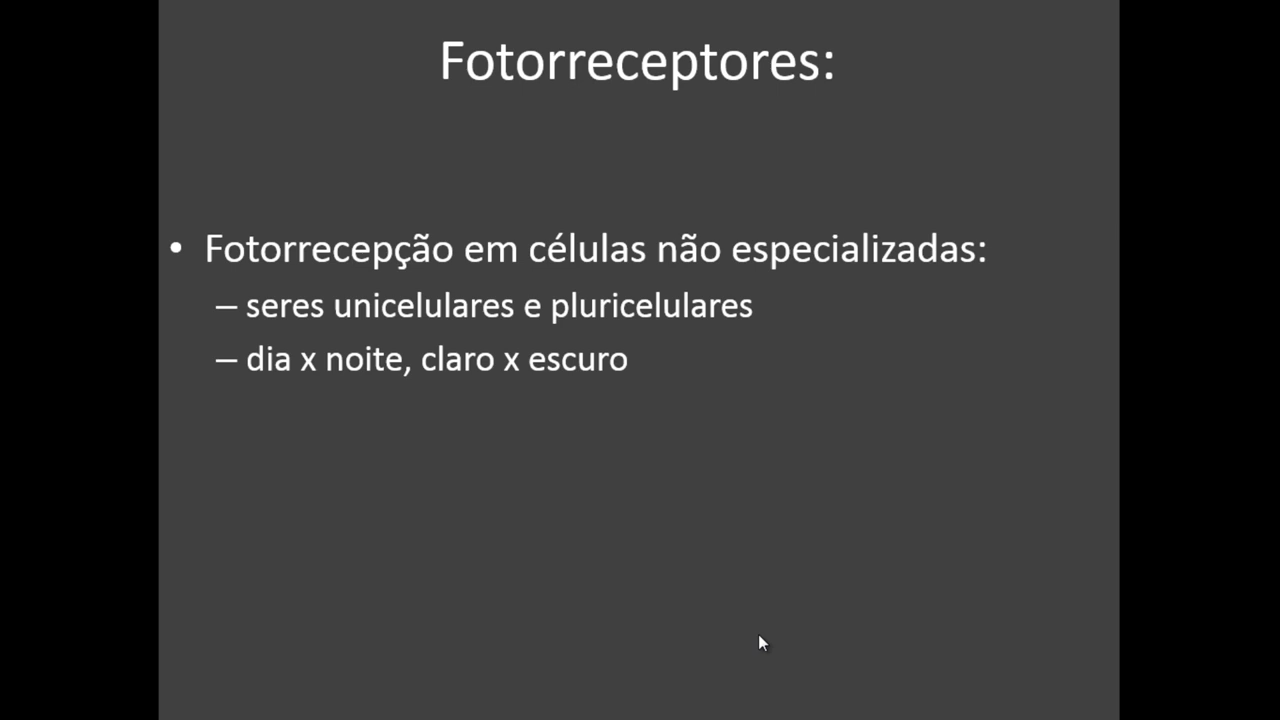 Fotorreceptores:
• Fotorrecepção em células não especializadas:
– seres unicelulares e pluricelulares
– dia x noite, claro x escuro